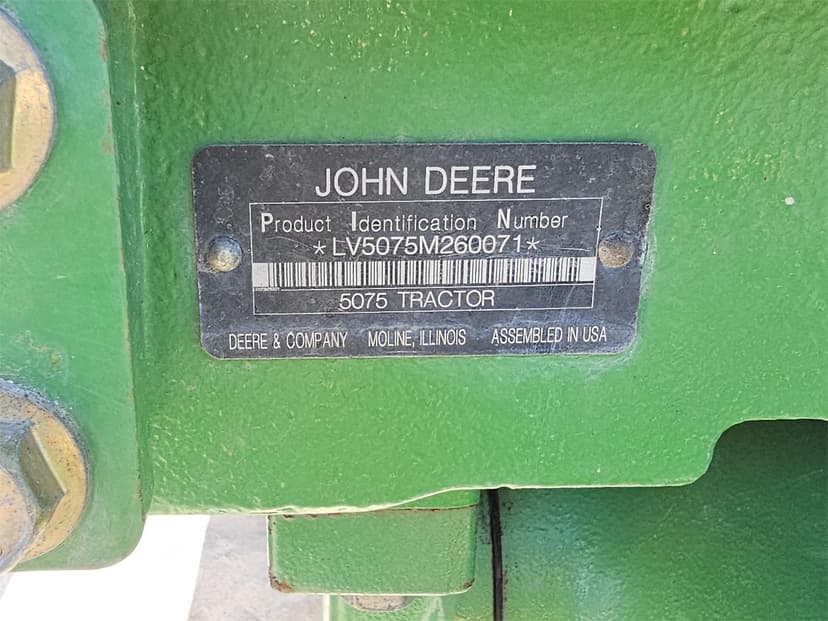 JOHN DEERE
Product Identification Number
*LV5075M260071*
5075 TRACTOR
DEERE & COMPANY MOLINE, ILLINOIS ASSEMBLED IN USA